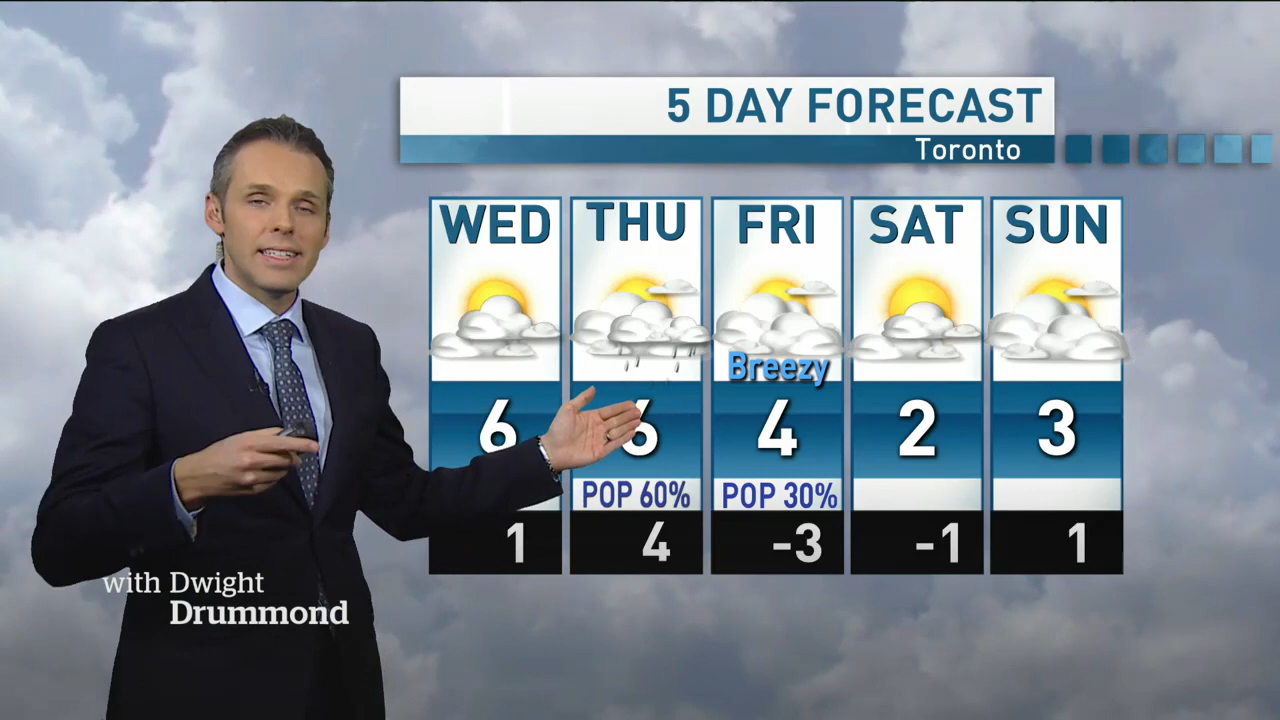 5 DAY FORECAST
Toronto
WED THU FRI SAT SUN
Breezy
6 6 4 2 3
POP 60% POP 30%
1 4 -3 -1 1
with Dwight
Drummond